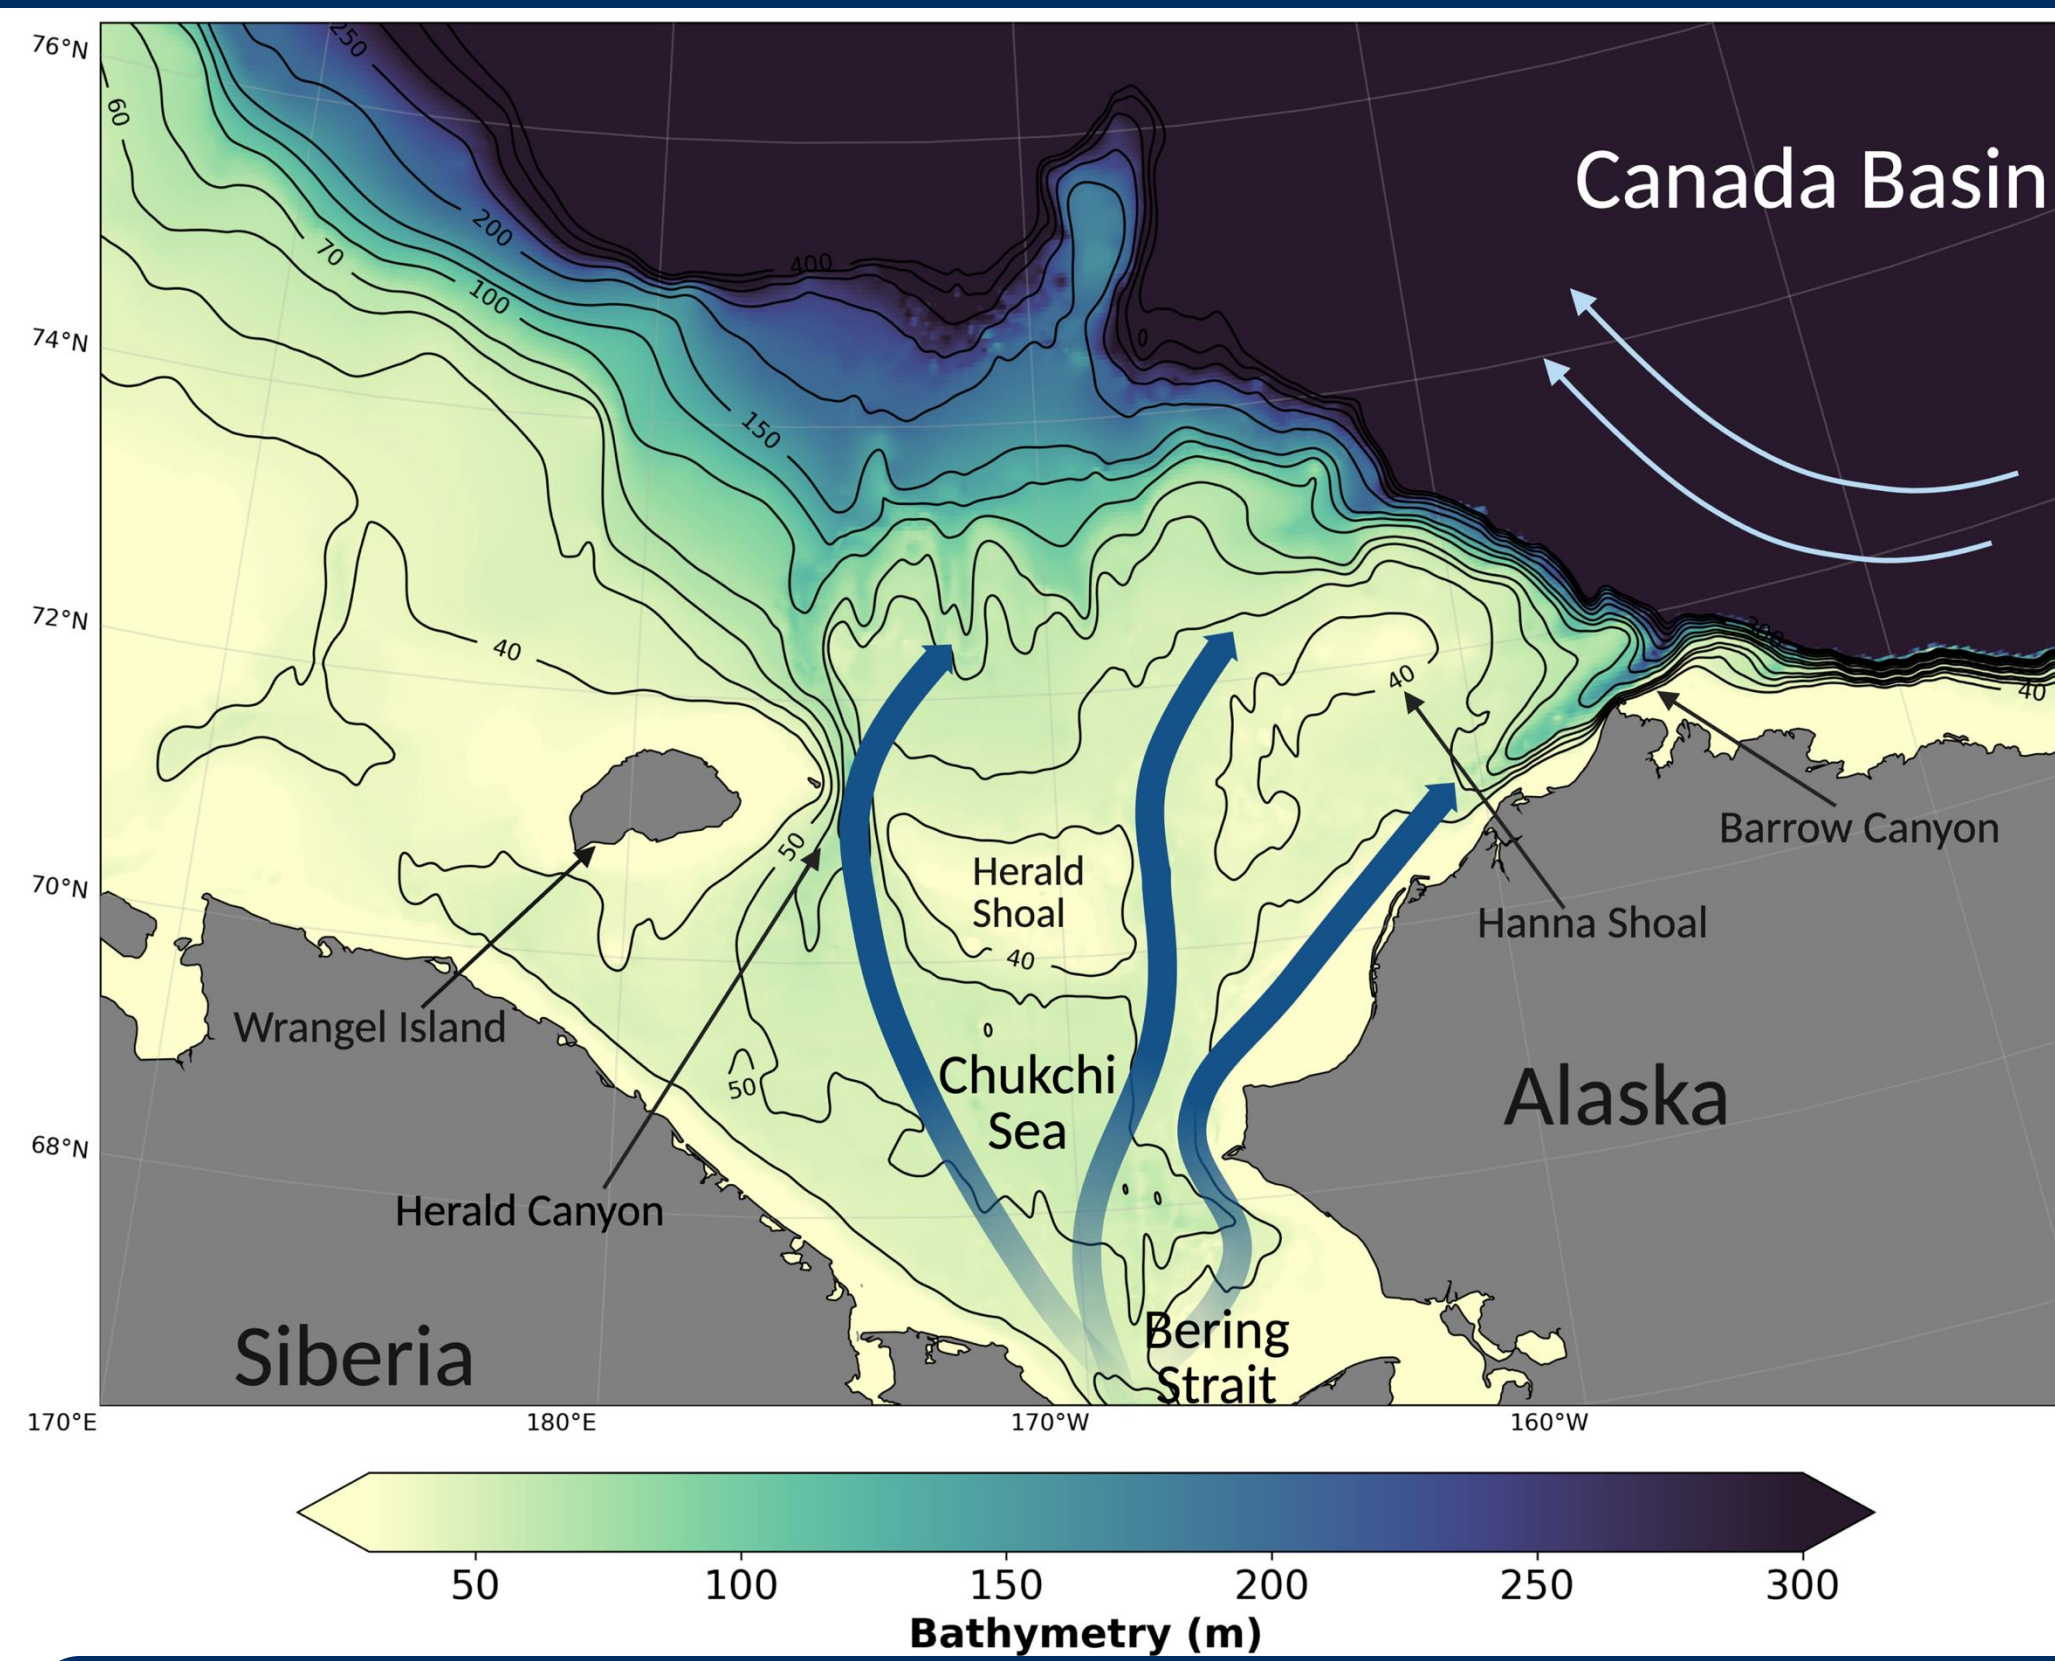 76°N
250
60
Canada Basin
200
70
400
100
74°N
150
72°N
40
300
40
40
50
Barrow Canyon
Herald
Shoal
70°N
Hanna Shoal
40
Wrangel Island
Chukchi
Sea
50
Alaska
68°N
Herald Canyon
Bering
Strait
Siberia
170°E 180°E 170°W 160°W
50 100 150 200 250 300
Bathymetry (m)